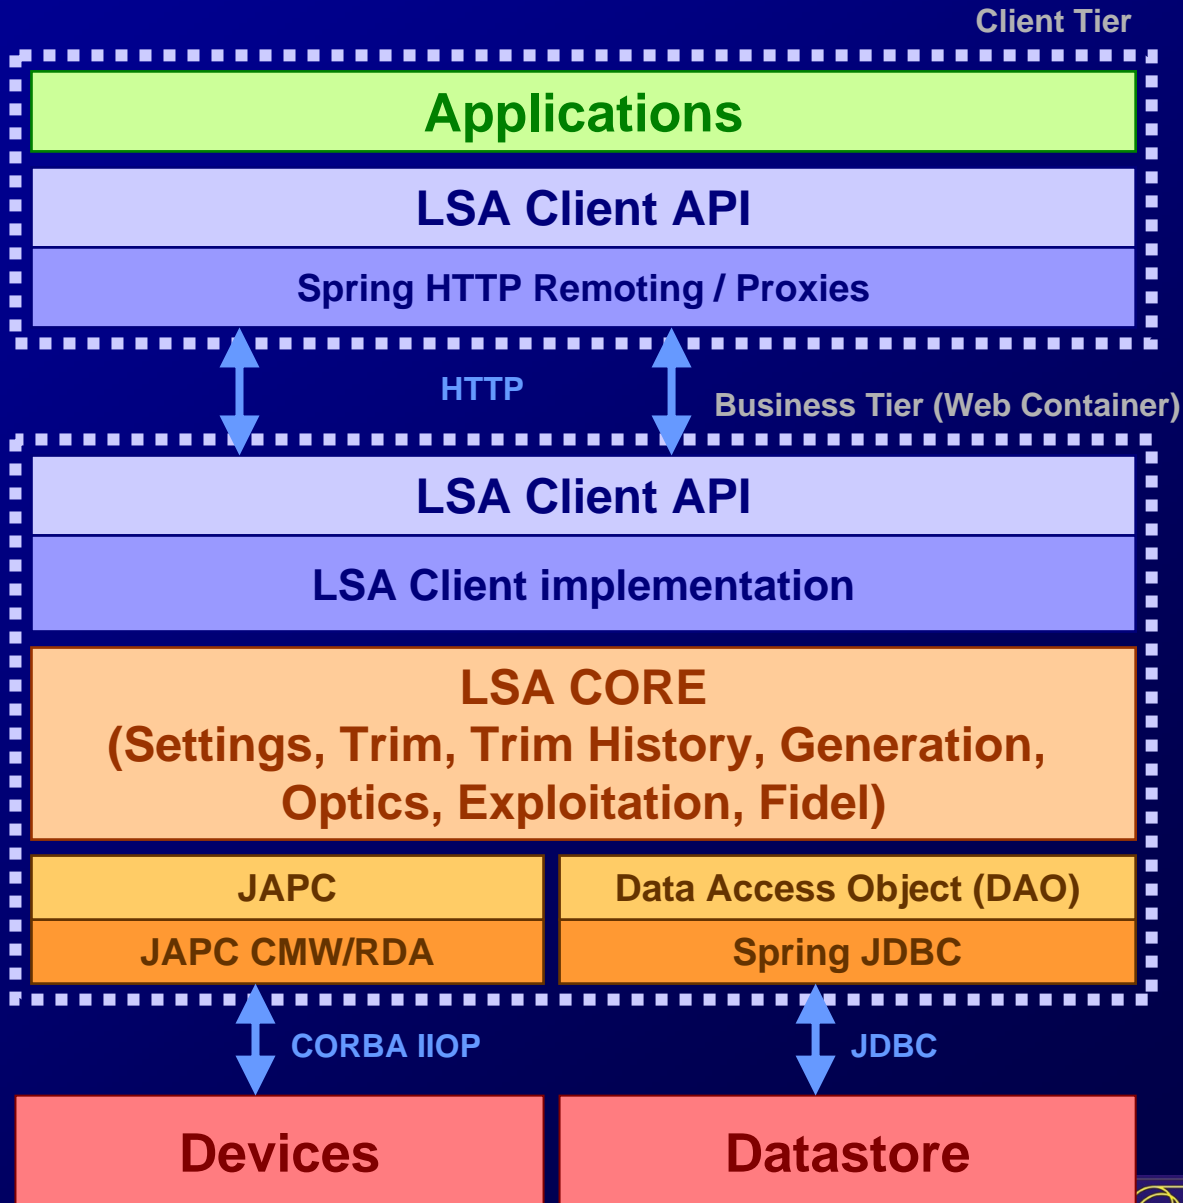 Client Tier
Applications
LSA Client API
Spring HTTP Remoting / Proxies
HTTP
Business Tier (Web Container)
LSA Client API
LSA Client implementation
LSA CORE
(Settings, Trim, Trim History, Generation,
Optics, Exploitation, Fidel)
JAPC
Data Access Object (DAO)
JAPC CMW/RDA
Spring JDBC
CORBA IIOP
JDBC
Devices
Datastore